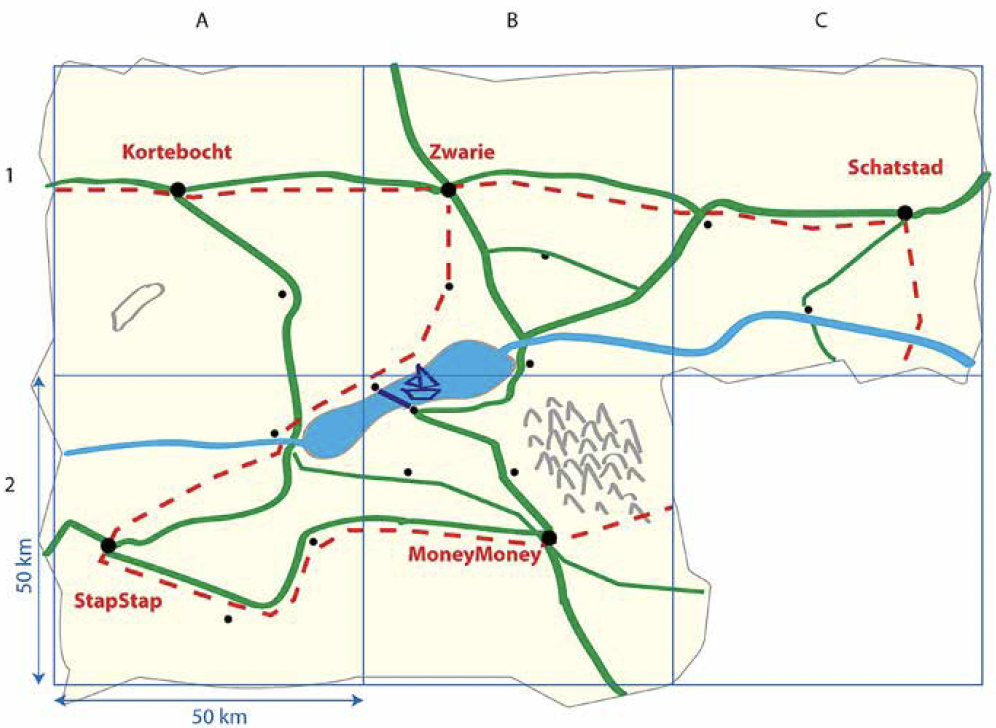 A B C
Kortebocht Zwarie
Schatstad
1
2
MoneyMoney
StapStap
50 km
50 km